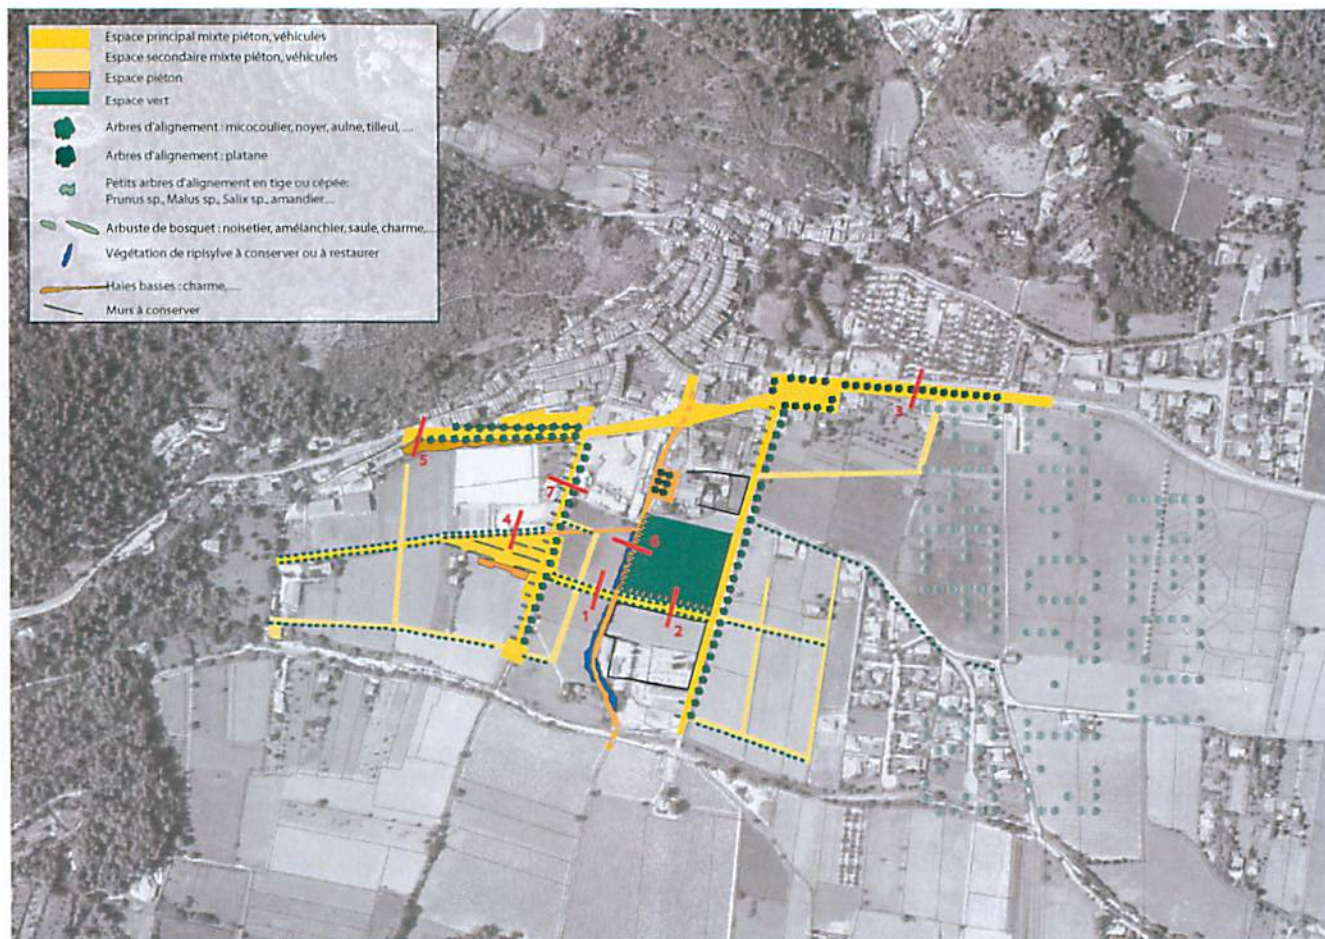 Espace principal mixte piéton, véhicules
Espace secondaire mixte piéton, véhicules
Espace piéton
Espace vert
Arbres d'alignement : micocoulier, noyer, aulne, tilleul, ....
Arbres d'alignement : platane
Petits arbres d'alignement en tige ou cépée:
Prunus sp., Malus sp., Salix sp., amandier....
Arbuste de bosquet : noisetier, amélanchier, saule, charme,....
Végétation de ripisylve à conserver ou à restaurer
Haies basses : charme,....
Murs à conserver
3
5
7
4
6
1
2